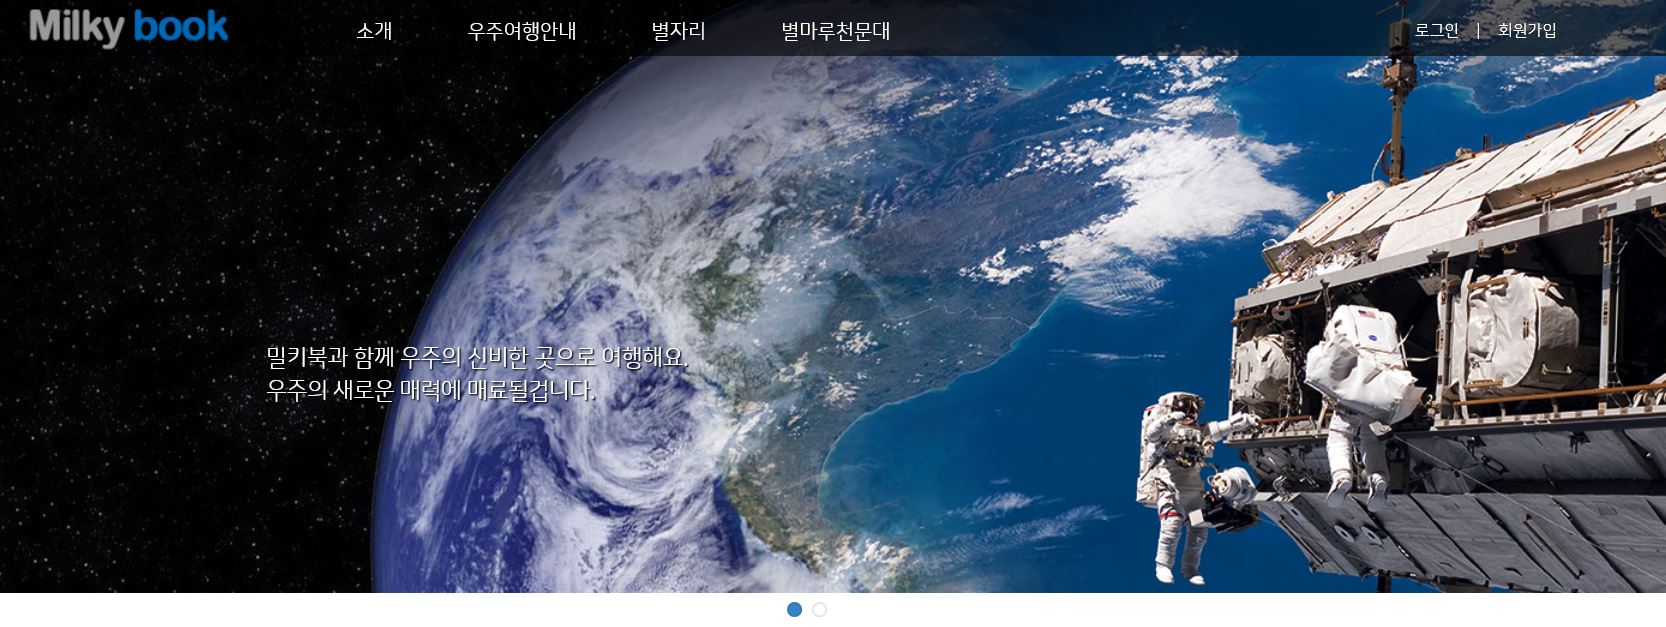 Milky book
소개
우주여행안내
별자리
별마루천문대
로그인 | 회원가입
밀키북과 함께 우주의 신비한 곳으로 여행해요.
우주의 새로운 매력에 매료될겁니다.